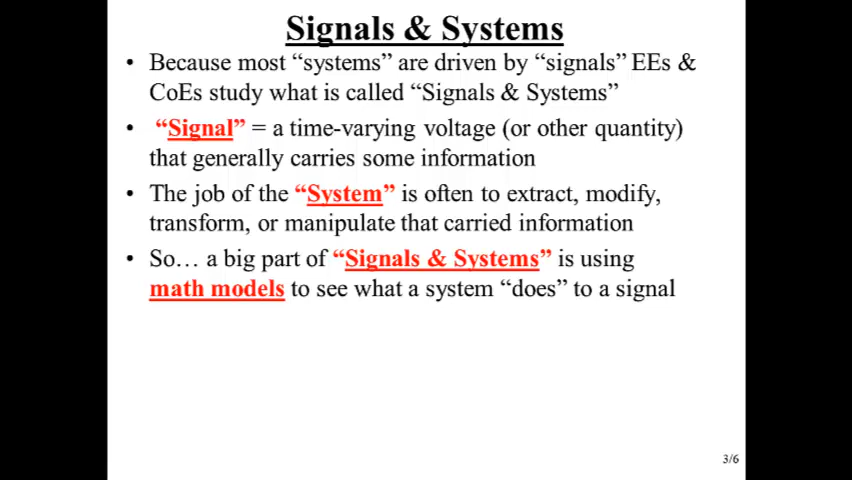 Signals & Systems
• Because most “systems” are driven by “signals” EEs &
CoEs study what is called “Signals & Systems”
• “Signal” = a time-varying voltage (or other quantity)
that generally carries some information
• The job of the “System” is often to extract, modify,
transform, or manipulate that carried information
• So… a big part of “Signals & Systems” is using
math models to see what a system “does” to a signal
3/6